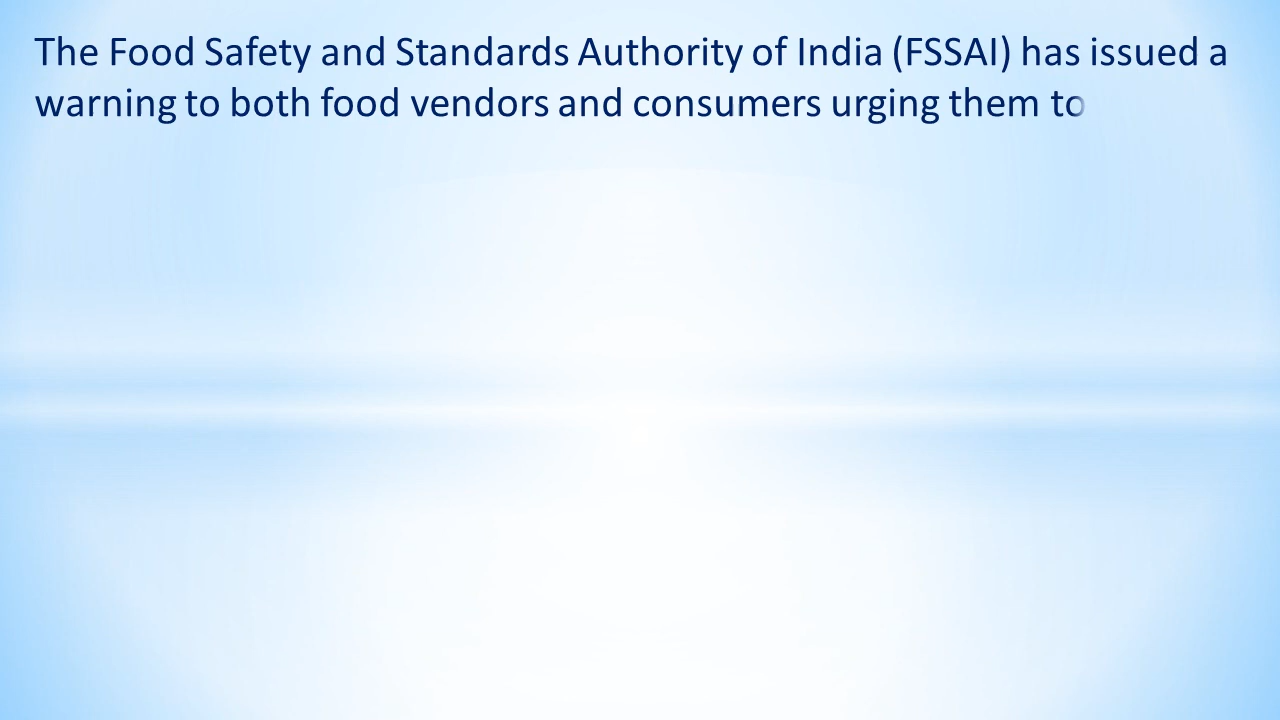 The Food Safety and Standards Authority of India (FSSAI) has issued a
warning to both food vendors and consumers urging them to